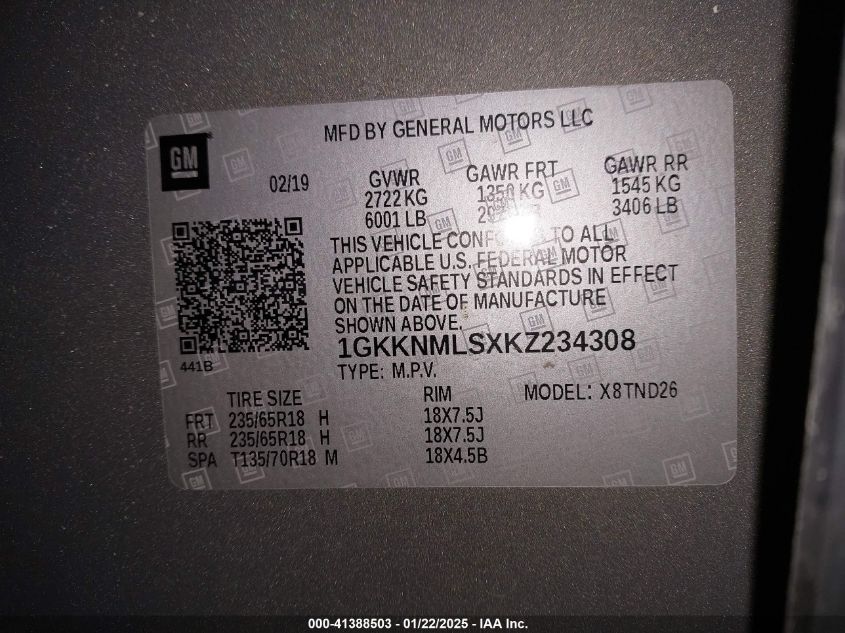 MFD BY GENERAL MOTORS LLC
GM
02/19
GVWR GAWR FRT GAWR RR
2722 KG 1350 KG 1545 KG
6001 LB 3406 LB
THIS VEHICLE TO ALL
APPLICABLE U.S. FEDERAL MOTOR
VEHICLE SAFETY STANDARDS IN EFFECT
ON THE DATE OF MANUFACTURE
SHOWN ABOVE.
1GKKNMLSXKZ234308
441B
TYPE: M.P.V.
TIRE SIZE RIM MODEL: X8TND26
FRT 235/65R18 H 18X7.5J
RR 235/65R18 H 18X7.5J
SPA T135/70R18 M 18X4.5B
000-41388503 - 01/22/2025 - IAA Inc.